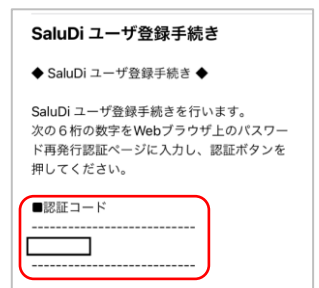 SaluDi ユーザ登録手続き
◆ SaluDi ユーザ登録手続き ◆
SaluDi ユーザ登録手続きを行います。
次の６桁の数字をWebブラウザ上のパスワー
ド再発行認証ページに入力し、認証ボタンを
押してください。
■認証コード
----------------------------
----------------------------